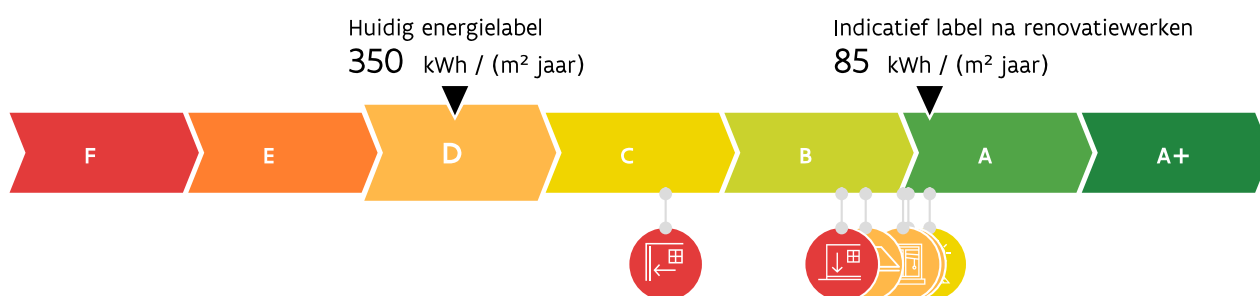 Huidig energielabel
350 kWh / (m² jaar)
Indicatief label na renovatiewerken
85 kWh / (m² jaar)
F E D C B A A+